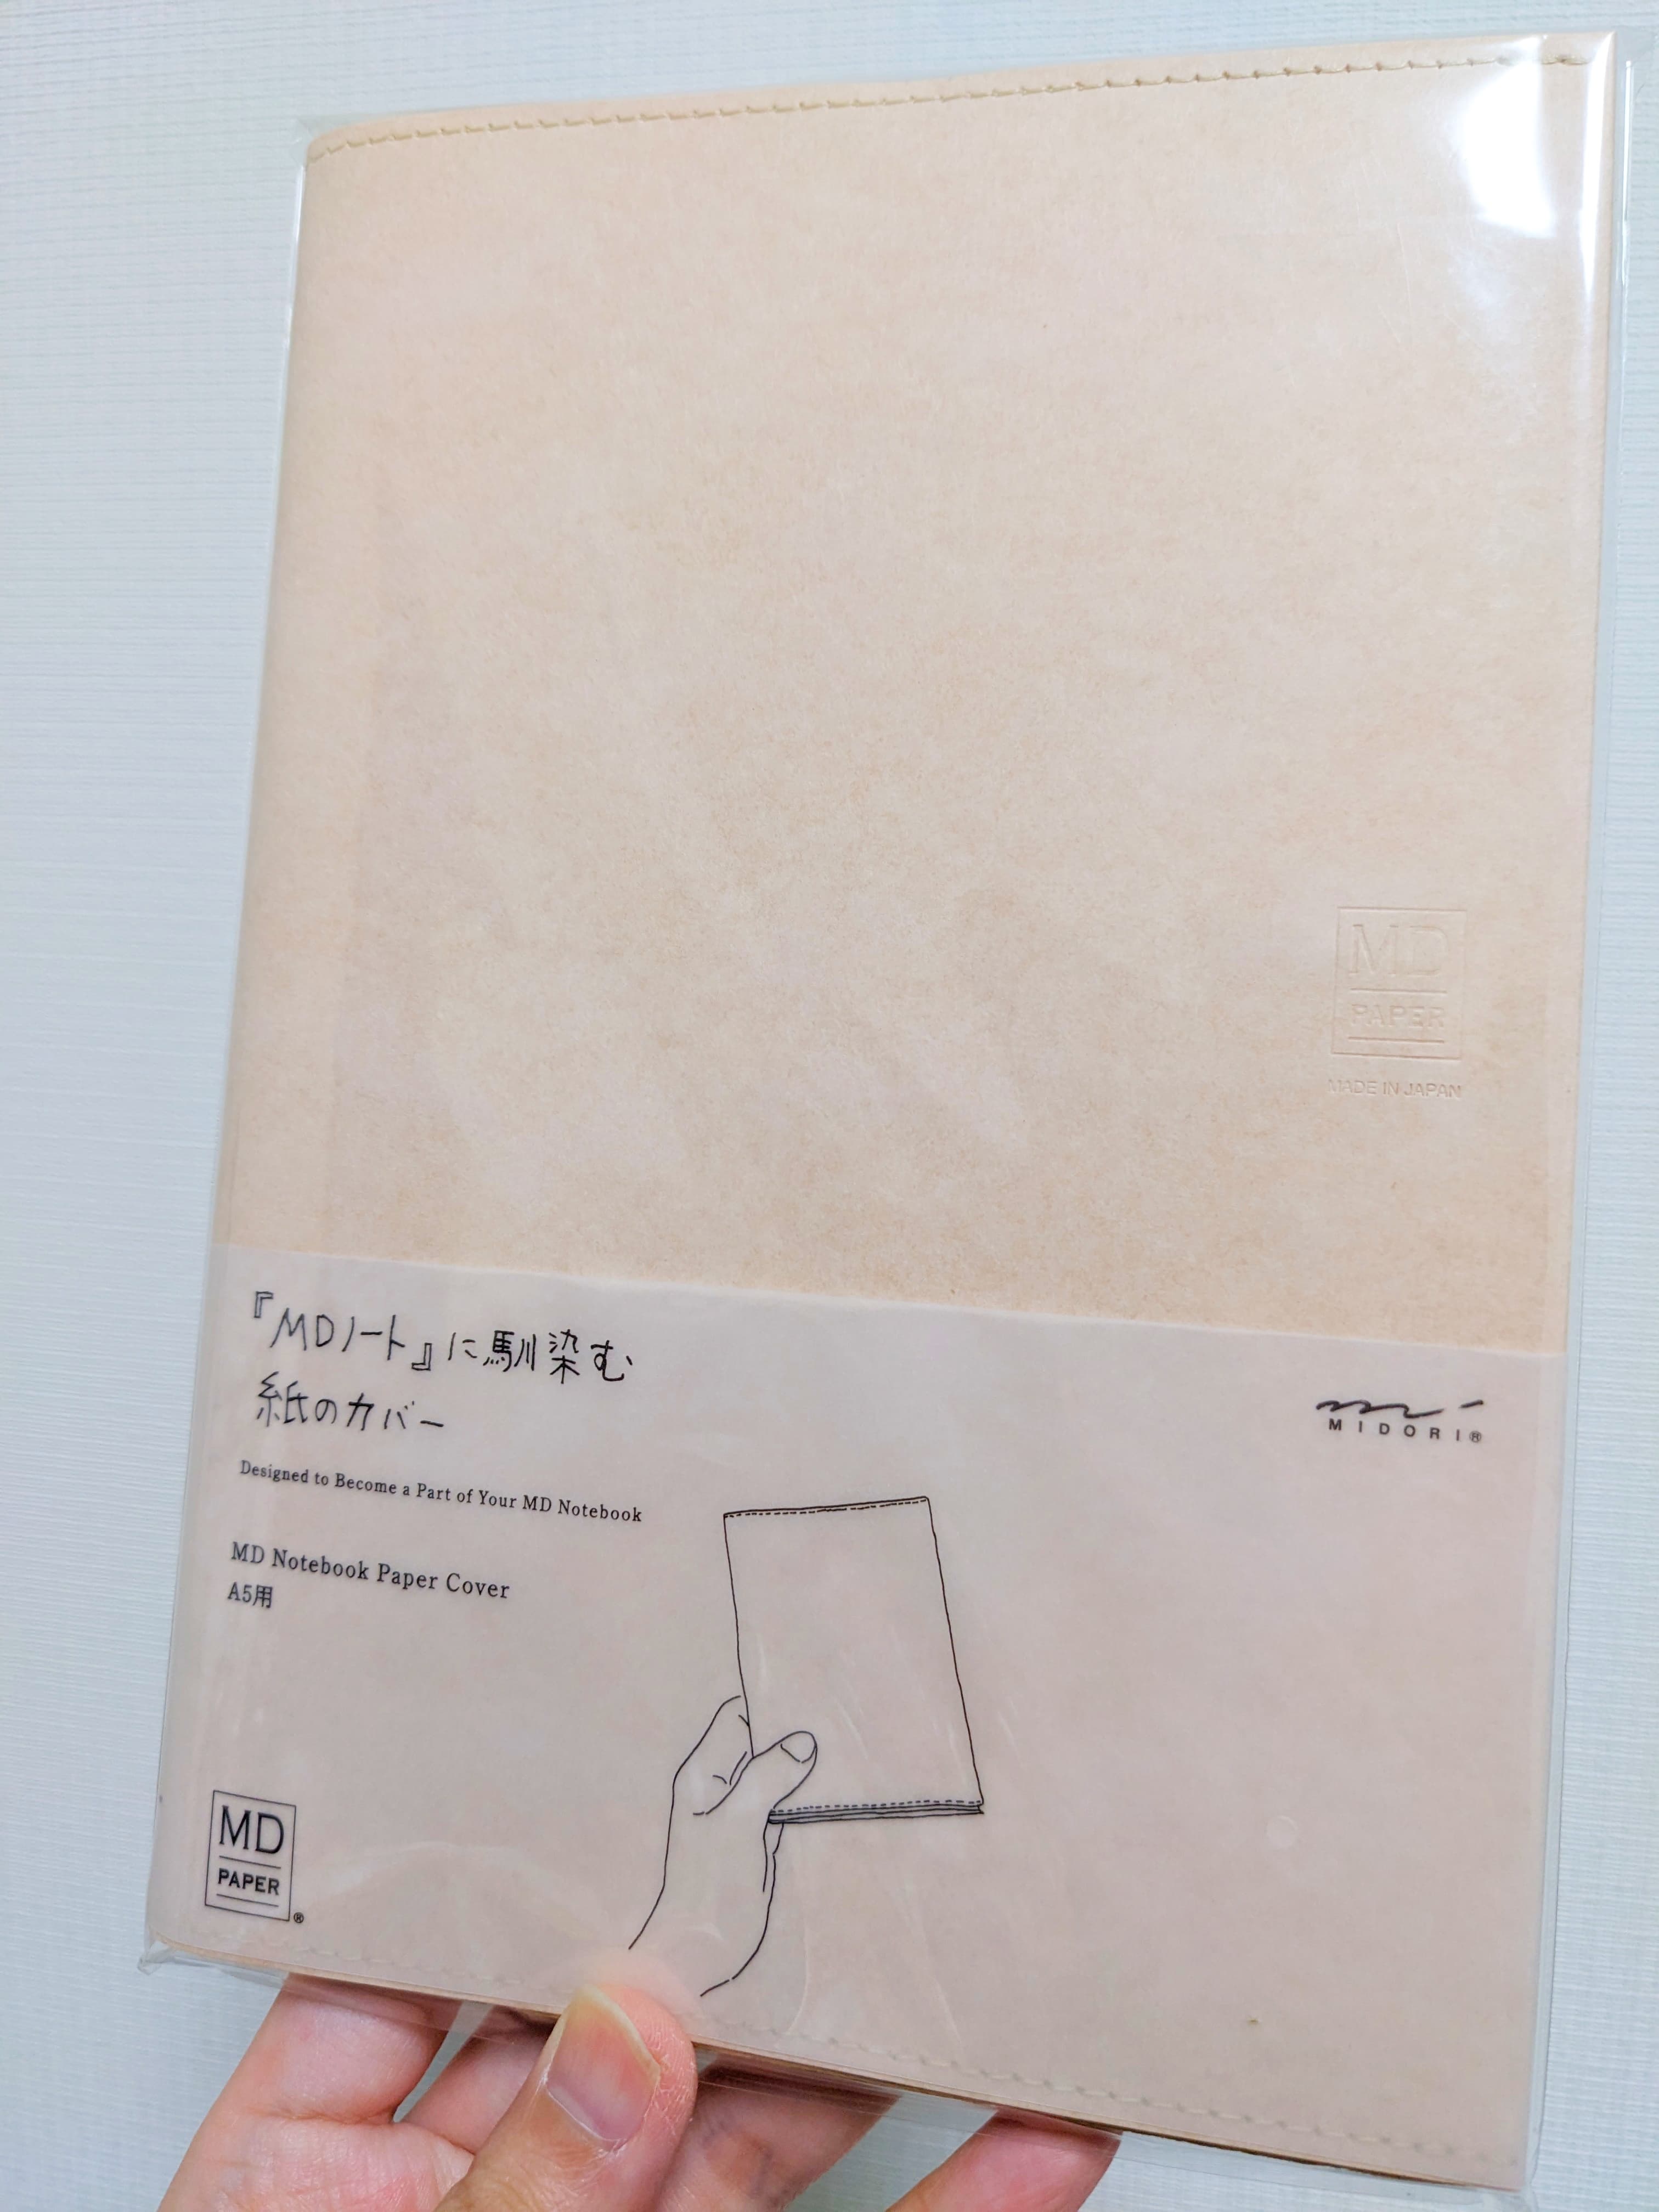 MD
PAPER
MADE IN JAPAN
『MDノート』に馴染む
紙のカバー
MIDORI®
Designed to Become a Part of Your MD Notebook
MD Notebook Paper Cover
A5用
MD
PAPER
®